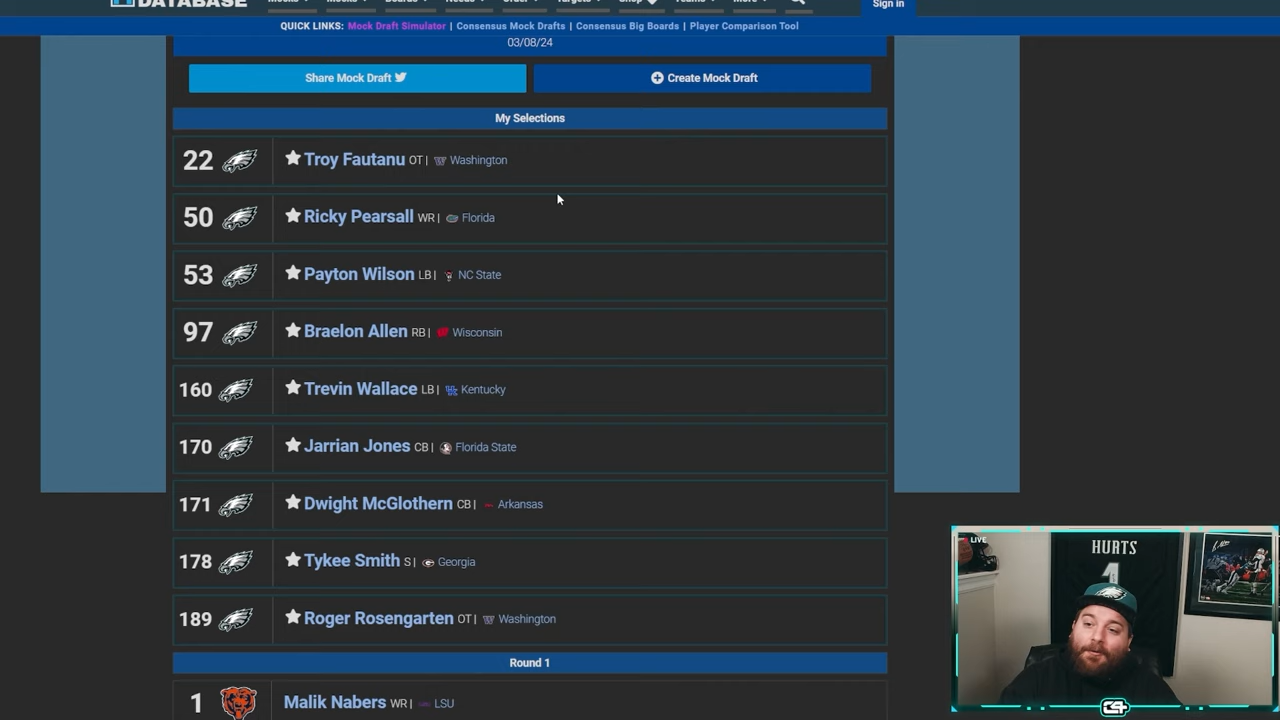 DATABASE
Sign in
QUICK LINKS: Mock Draft Simulator | Consensus Mock Drafts | Consensus Big Boards | Player Comparison Tool
03/08/24
Share Mock Draft
Create Mock Draft
My Selections
22 Troy Fautanu OT | Washington
50 Ricky Pearsall WR | Florida
53 Payton Wilson LB | NC State
97 Braelon Allen RB | Wisconsin
160 Trevin Wallace LB | Kentucky
170 Jarrian Jones CB | Florida State
171 Dwight McGlothern CB | Arkansas
178 Tykee Smith S | Georgia
189 Roger Rosengarten OT | Washington
Round 1
1 Malik Nabers WR | LSU
LIVE
HURTS